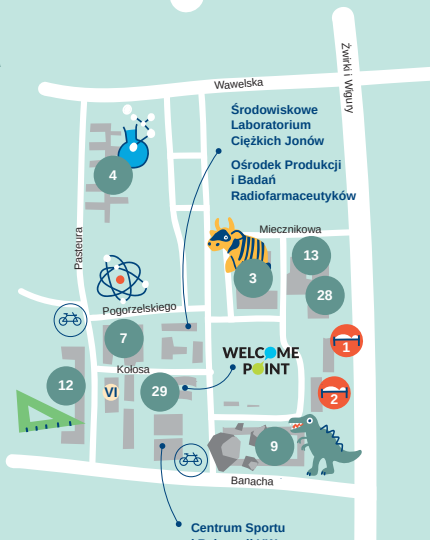 Wawelska
Żwirki i Wigury
Środowiskowe
Laboratorium
Ciężkich Jonów
Ośrodek Produkcji
i Badań
Radiofarmaceutyków
4
Pasteura
Miecznikowa
13
3
28
Pogorzelskiego
7
1
WELCOME
POINT
Kołosa
12
VI
29
2
9
Banacha
Centrum Sportu